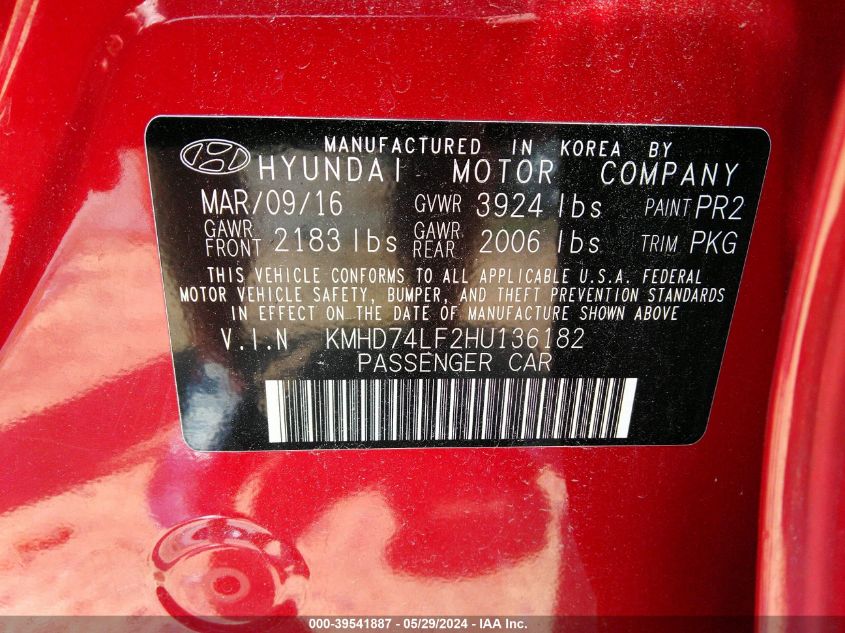 MANUFACTURED IN KOREA BY
HYUNDAI MOTOR COMPANY
MAR/09/16 GVWR 3924 lbs PAINT PR2
GAWR FRONT 2183 lbs GAWR REAR 2006 lbs TRIM PKG
THIS VEHICLE CONFORMS TO ALL APPLICABLE U.S.A. FEDERAL
MOTOR VEHICLE SAFETY, BUMPER, AND THEFT PREVENTION STANDARDS
IN EFFECT ON THE DATE OF MANUFACTURE SHOWN ABOVE
V.I.N KMHD74LF2HU136182
PASSENGER CAR
000-39541887 - 05/29/2024 - IAA Inc.